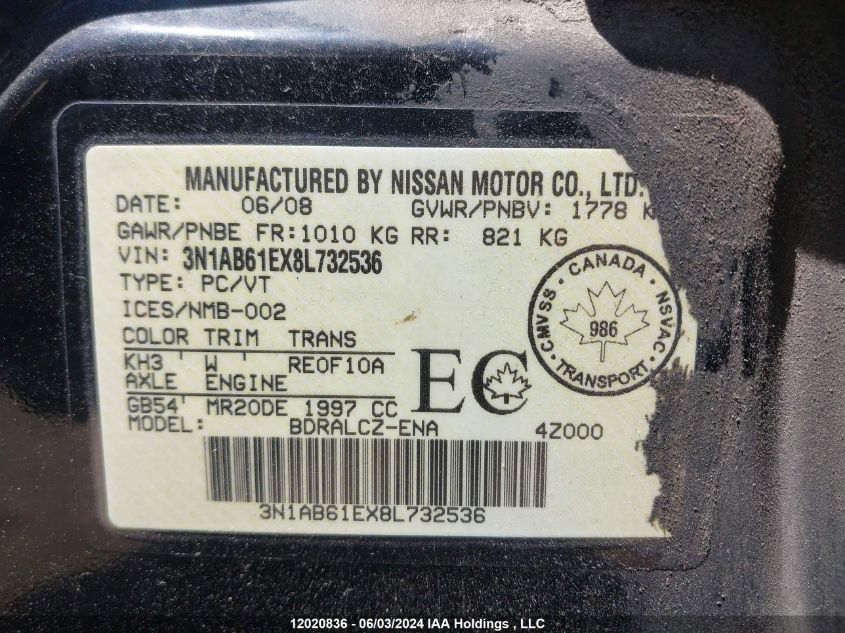 MANUFACTURED BY NISSAN MOTOR CO., LTD.
DATE: 06/08 GVWR/PNBV: 1778 K
GAWR/PNBE FR:1010 KG RR: 821 KG
VIN: 3N1AB61EX8L732536
TYPE: PC/VT
ICES/NMB-002
COLOR TRIM TRANS
KH3 ' W ' RE0F10A
AXLE ENGINE
GB54' MR20DE 1997 CC
MODEL: BDRALCZ-ENA 4Z000
EC
CMVSS · CANADA · NSVAC · TRANSPORT ·
986
3N1AB61EX8L732536
12020836 - 06/03/2024 IAA Holdings , LLC